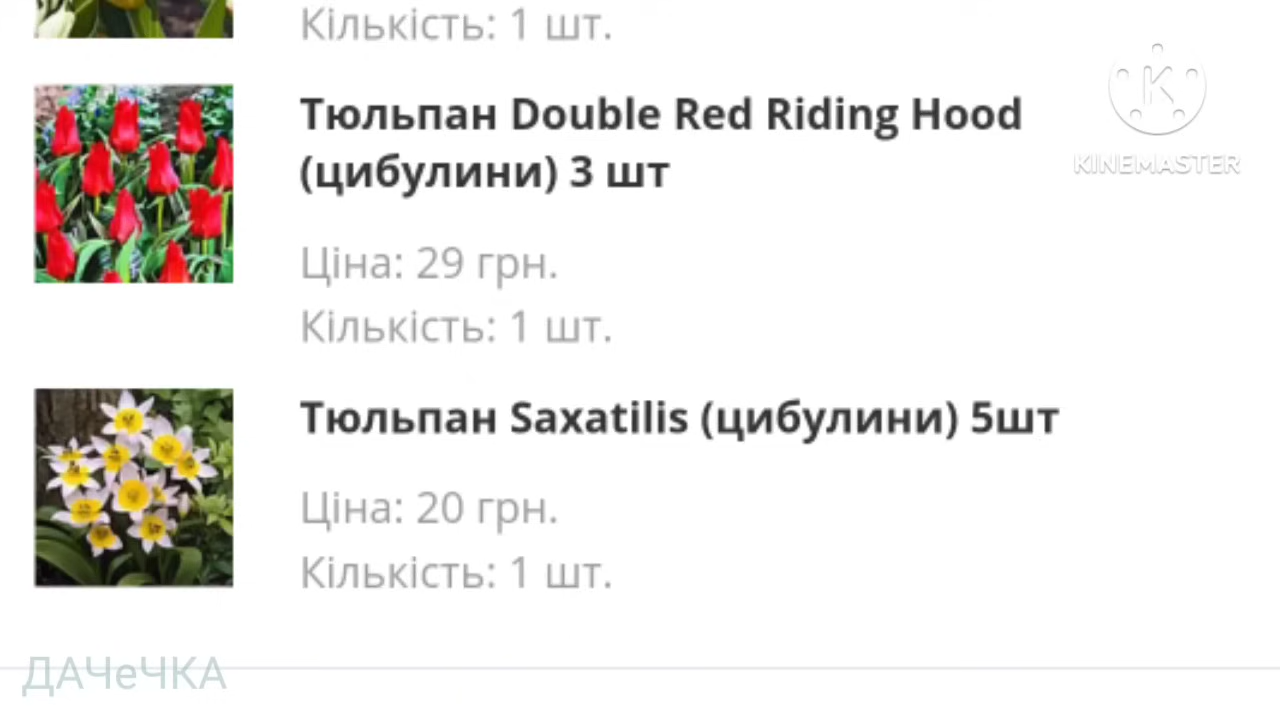 Кількість: 1 шт.
Тюльпан Double Red Riding Hood
(цибулини) 3 шт
Ціна: 29 грн.
Кількість: 1 шт.
Тюльпан Saxatilis (цибулини) 5шт
Ціна: 20 грн.
Кількість: 1 шт.
K
KINEMASTER
ДАЧеЧКА